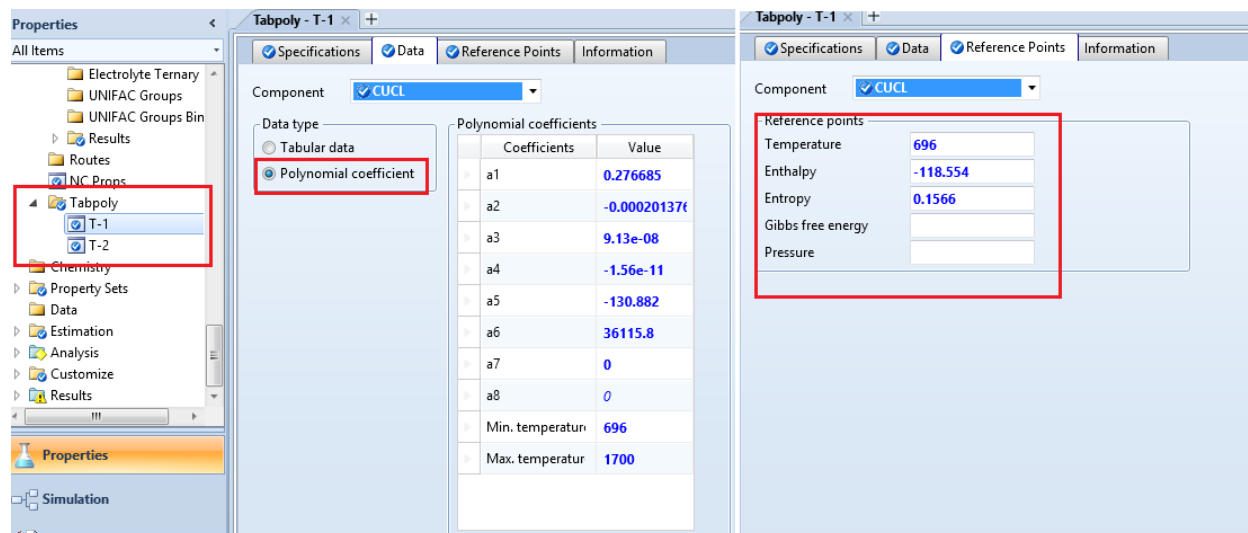 Properties <
All Items
Electrolyte Ternary
UNIFAC Groups
UNIFAC Groups Bin
Results
Routes
NC Props
Tabpoly
T-1
T-2
Chemistry
Property Sets
Data
Estimation
Analysis
Customize
Results
Properties
Simulation
Tabpoly - T-1 × +
Specifications Data Reference Points Information
Component CUCL
Data type
Tabular data
Polynomial coefficient
Polynomial coefficients
Coefficients Value
a1 0.276685
a2 -0.000201376
a3 9.13e-08
a4 -1.56e-11
a5 -130.882
a6 36115.8
a7 0
a8 0
Min. temperatur 696
Max. temperatur 1700
Tabpoly - T-1 × +
Specifications Data Reference Points Information
Component CUCL
Reference points
Temperature 696
Enthalpy -118.554
Entropy 0.1566
Gibbs free energy
Pressure